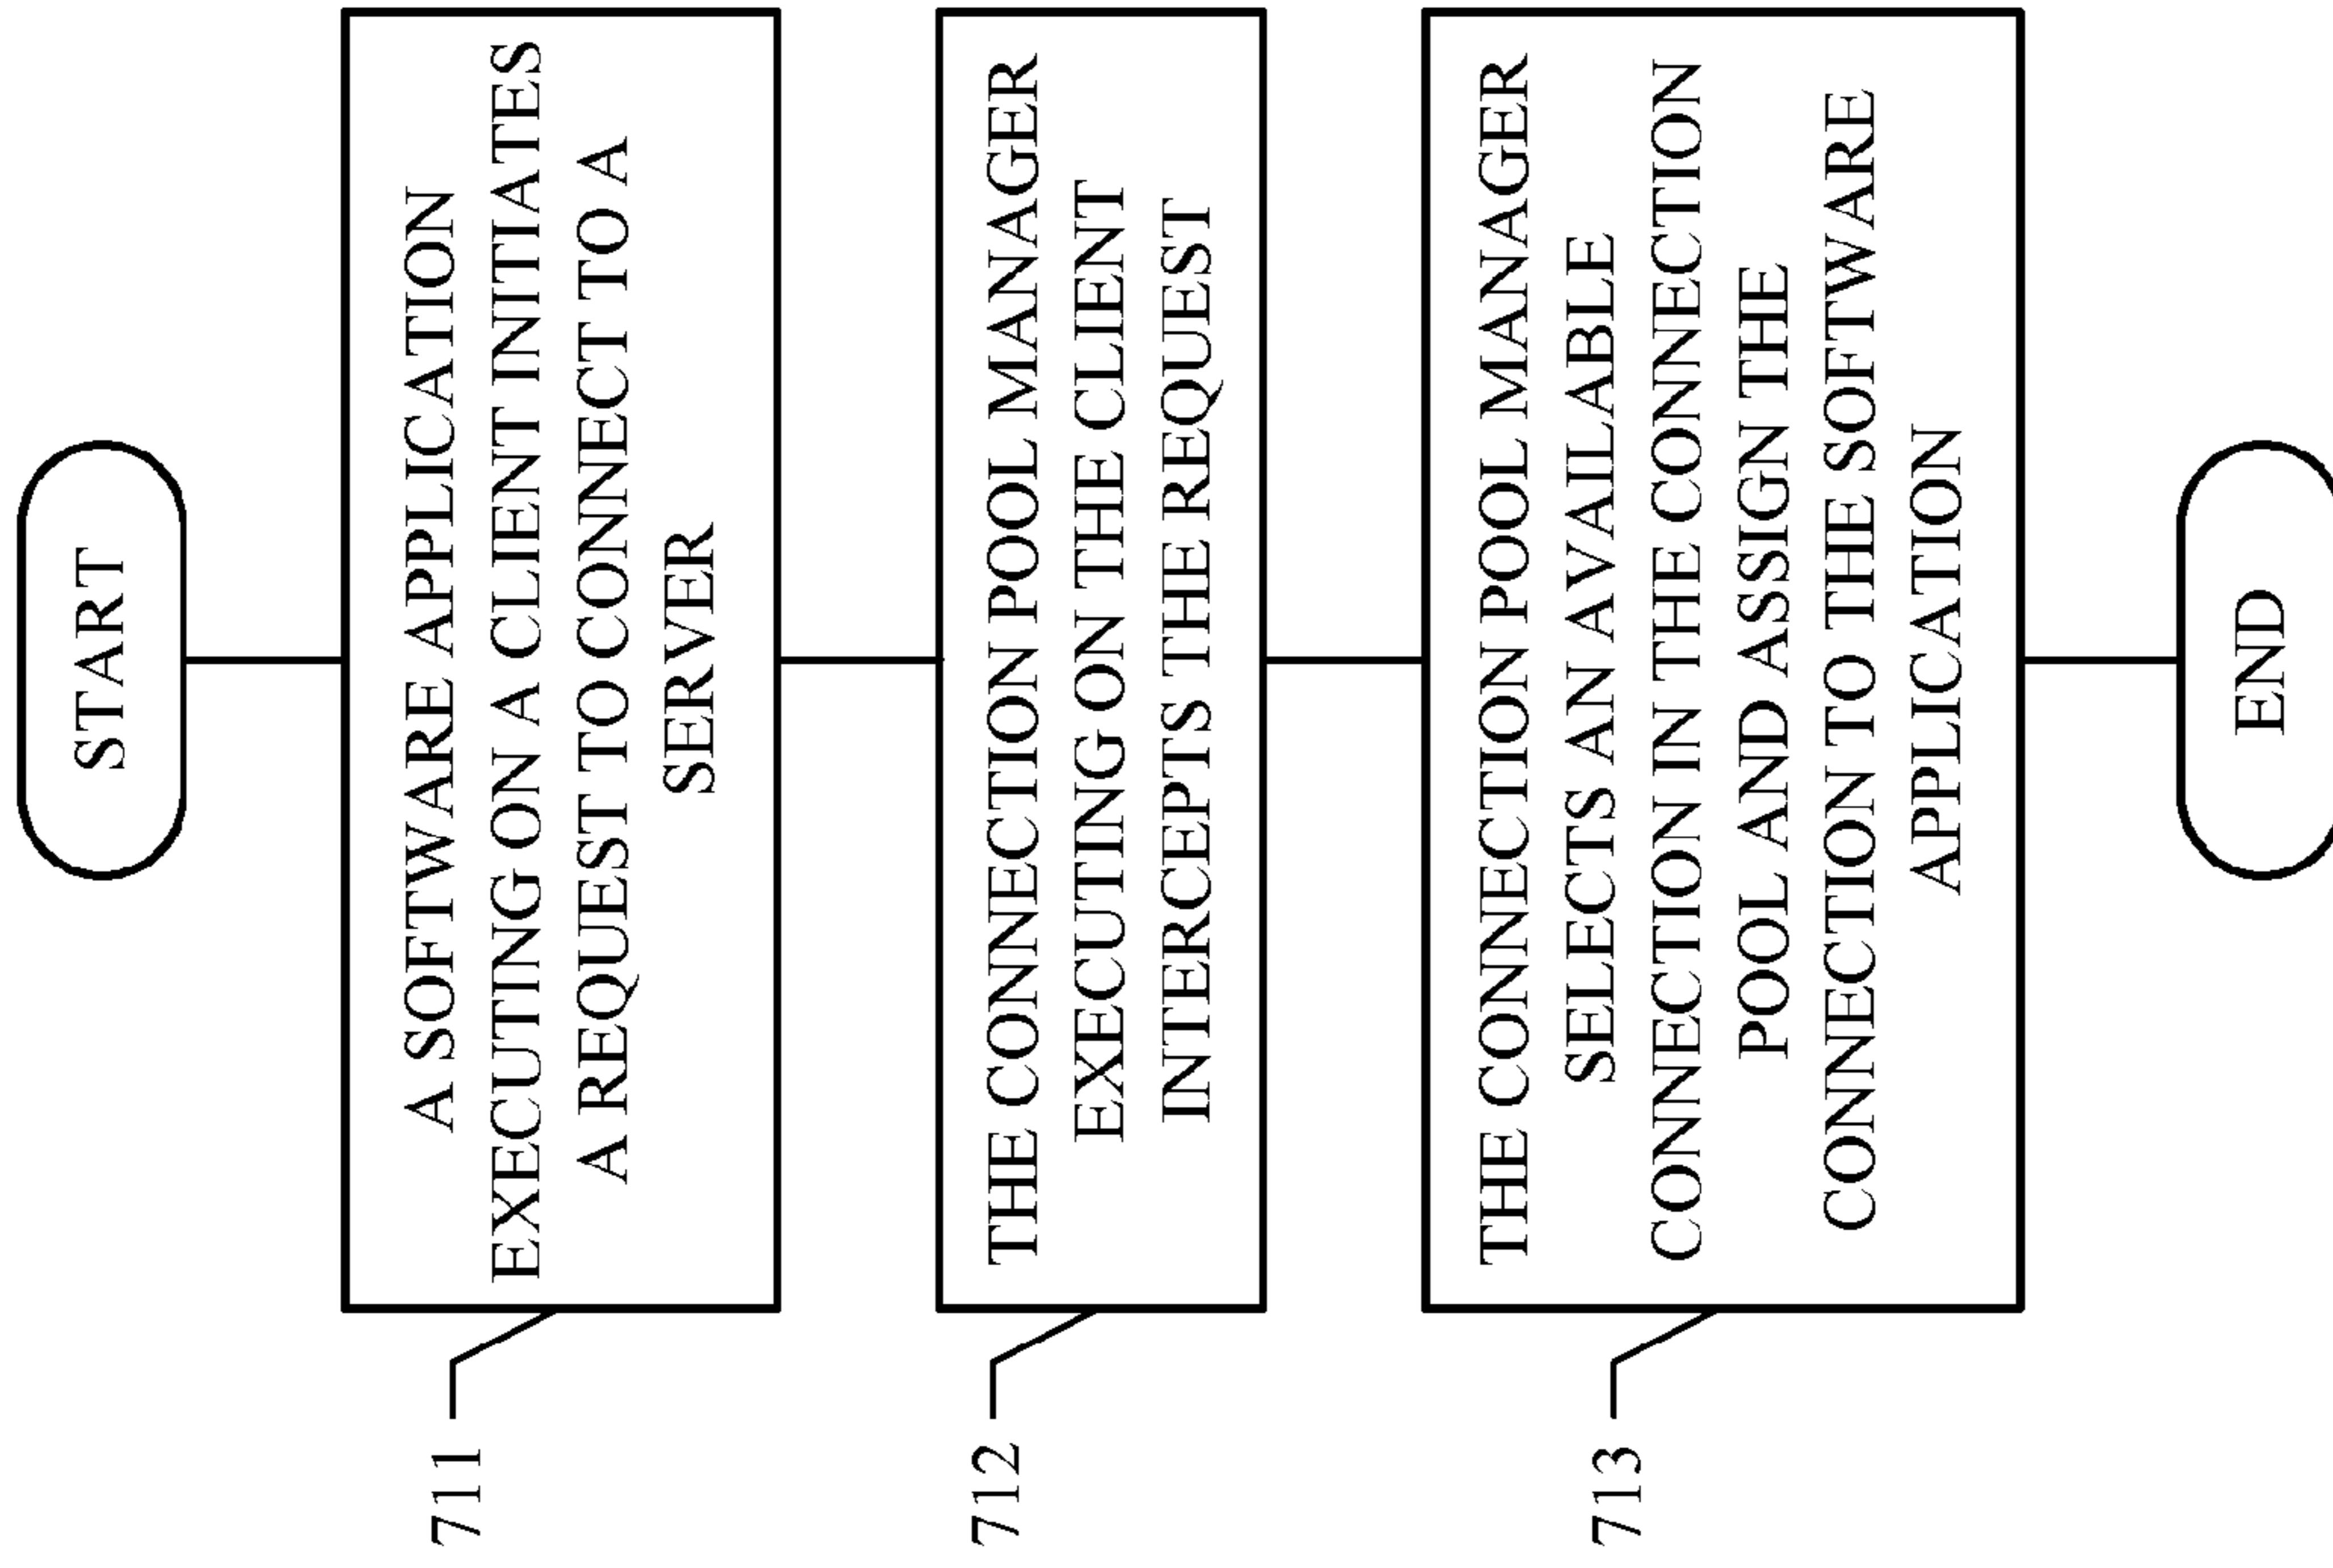 START
711
A SOFTWARE APPLICATION
EXECUTING ON A CLIENT INITIATES
A REQUEST TO CONNECT TO A
SERVER
712
THE CONNECTION POOL MANAGER
EXECUTING ON THE CLIENT
INTERCEPTS THE REQUEST
713
THE CONNECTION POOL MANAGER
SELECTS AN AVAILABLE
CONNECTION IN THE CONNECTION
POOL AND ASSIGN THE
CONNECTION TO THE SOFTWARE
APPLICATION
END